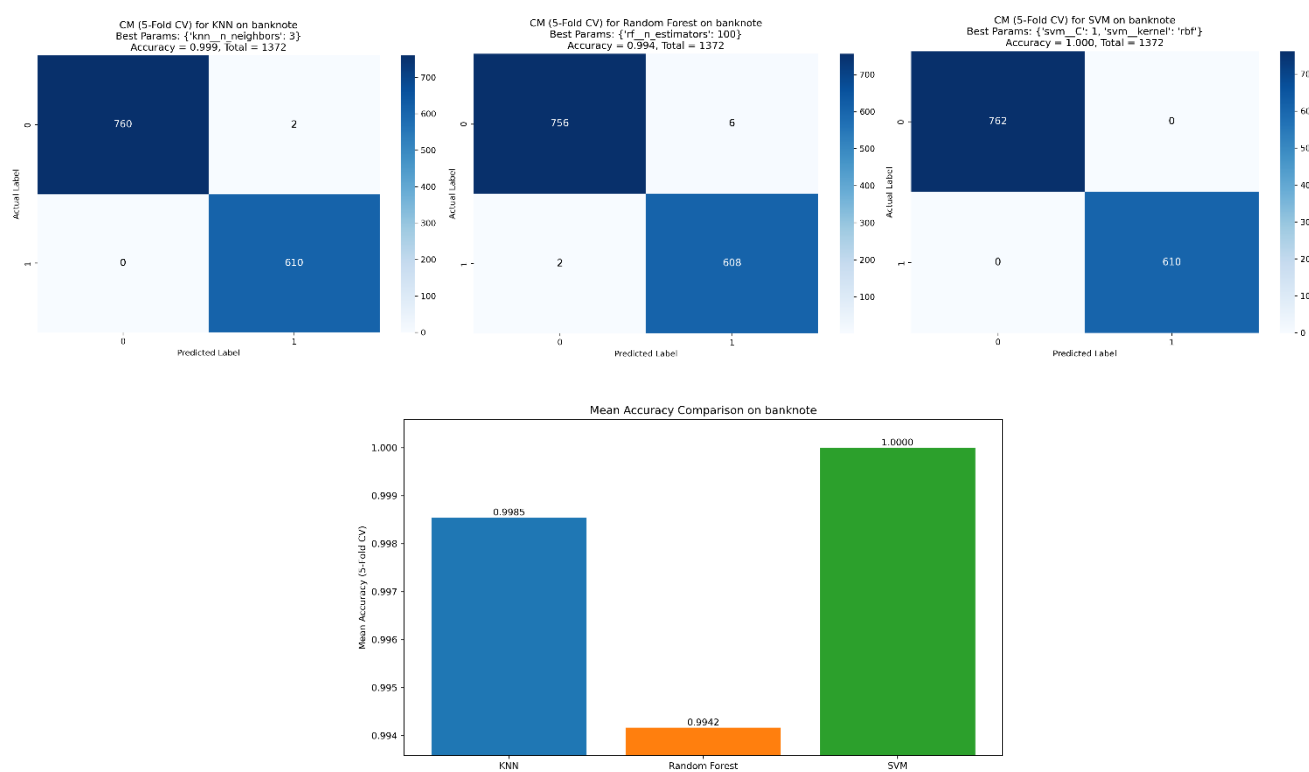 CM (5-Fold CV) for KNN on banknote
Best Params: {'knn__n_neighbors': 3}
Accuracy = 0.999, Total = 1372
760
2
0
610
0
1
Actual Label
0
1
Predicted Label
700
600
500
400
300
200
100
0
CM (5-Fold CV) for Random Forest on banknote
Best Params: {'rf__n_estimators': 100}
Accuracy = 0.994, Total = 1372
756
6
2
608
0
1
Actual Label
0
1
Predicted Label
700
600
500
400
300
200
100
CM (5-Fold CV) for SVM on banknote
Best Params: {'svm__C': 1, 'svm__kernel': 'rbf'}
Accuracy = 1.000, Total = 1372
762
0
0
610
0
1
Actual Label
0
1
Predicted Label
0
Mean Accuracy Comparison on banknote
Mean Accuracy (5-Fold CV)
1.000
0.999
0.998
0.997
0.996
0.995
0.994
0.9985
0.9942
1.0000
KNN
Random Forest
SVM